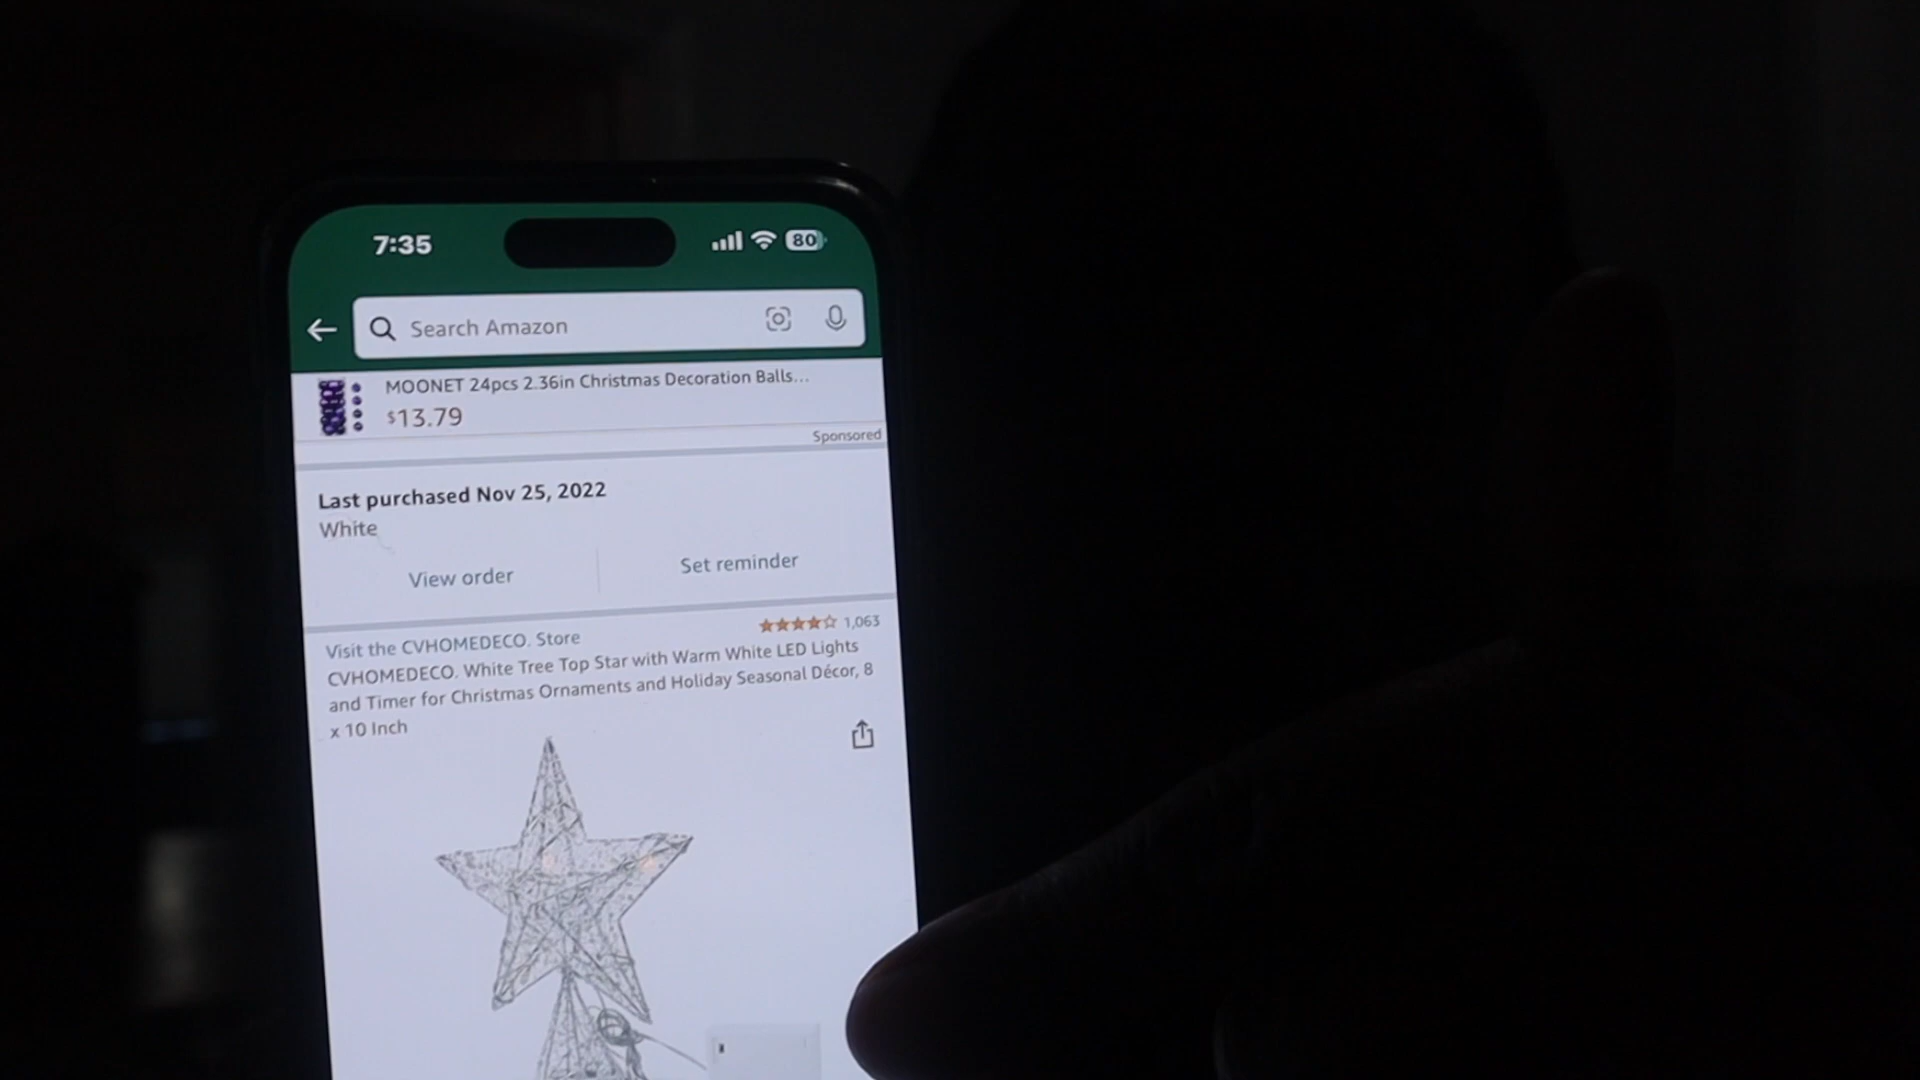 7:35
80
Search Amazon
MOONET 24pcs 2.36in Christmas Decoration Balls...
$13.79
Sponsored
Last purchased Nov 25, 2022
White
View order
Set reminder
Visit the CVHOMEDECO. Store
1,063
CVHOMEDECO. White Tree Top Star with Warm White LED Lights
and Timer for Christmas Ornaments and Holiday Seasonal Décor, 8
x 10 Inch